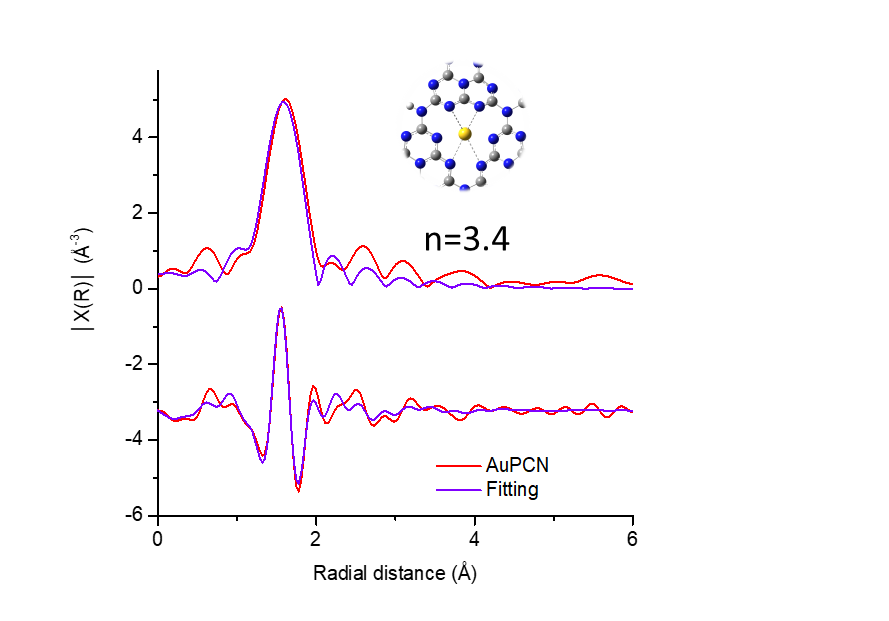 4
2
0
-2
-4
-6
|X(R)| (Å-3)
n=3.4
AuPCN
Fitting
0 2 4 6
Radial distance (Å)